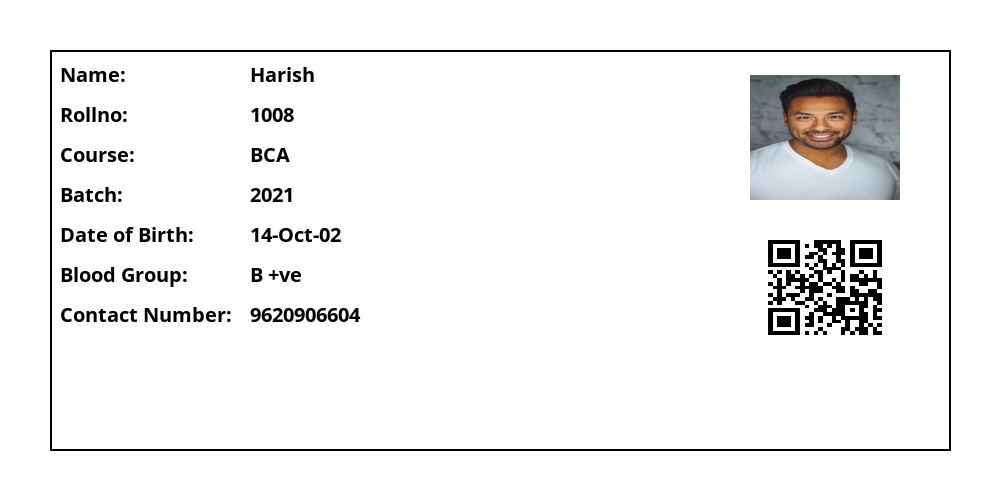 Name: Harish
Rollno: 1008
Course: BCA
Batch: 2021
Date of Birth: 14-Oct-02
Blood Group: B +ve
Contact Number: 9620906604